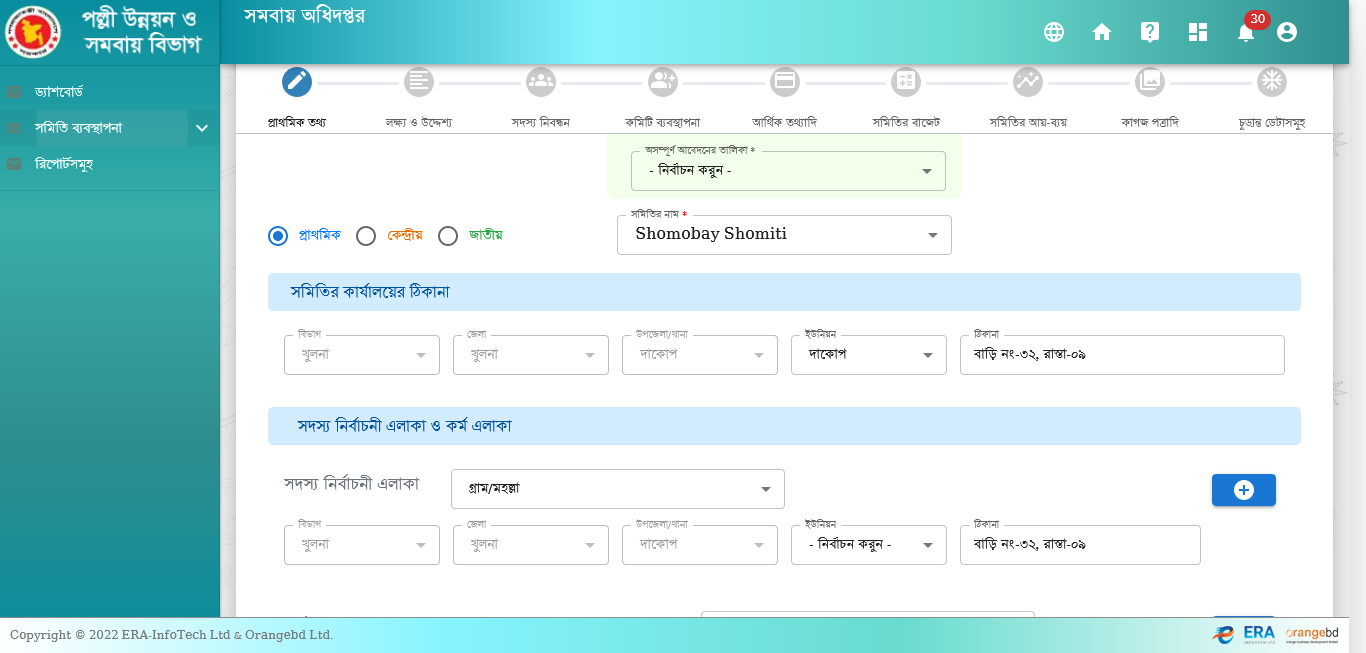 পল্লী উন্নয়ন ও
সমবায় বিভাগ
সমবায় অধিদপ্তর
30
ড্যাশবোর্ড
সমিতি ব্যবস্থাপনা
রিপোর্টসমুহ
প্রাথমিক তথ্য
লক্ষ্য ও উদ্দেশ্য
সদস্য নিবন্ধন
কমিটি ব্যবস্থাপনা
আর্থিক তথ্যাদি
সমিতির বাজেট
সমিতির আয়-ব্যয়
কাগজ পত্রাদি
চুড়ান্ত ডেটাসমূহ
অসম্পূর্ণ আবেদনের তালিকা *
- নির্বাচন করুন -
প্রাথমিক কেন্দ্রীয় জাতীয়
সমিতির নাম *
Shomobay Shomiti
সমিতির কার্যালয়ের ঠিকানা
বিভাগ জেলা উপজেলা/থানা ইউনিয়ন ঠিকানা
খুলনা খুলনা দাকোপ দাকোপ বাড়ি নং-৩২, রাস্তা-০৯
সদস্য নির্বাচনী এলাকা ও কর্ম এলাকা
সদস্য নির্বাচনী এলাকা গ্রাম/মহল্লা
বিভাগ জেলা উপজেলা/থানা ইউনিয়ন ঠিকানা
খুলনা খুলনা দাকোপ - নির্বাচন করুন - বাড়ি নং-৩২, রাস্তা-০৯
Copyright © 2022 ERA-InfoTech Ltd & Orangebd Ltd.
ERA
orangebd